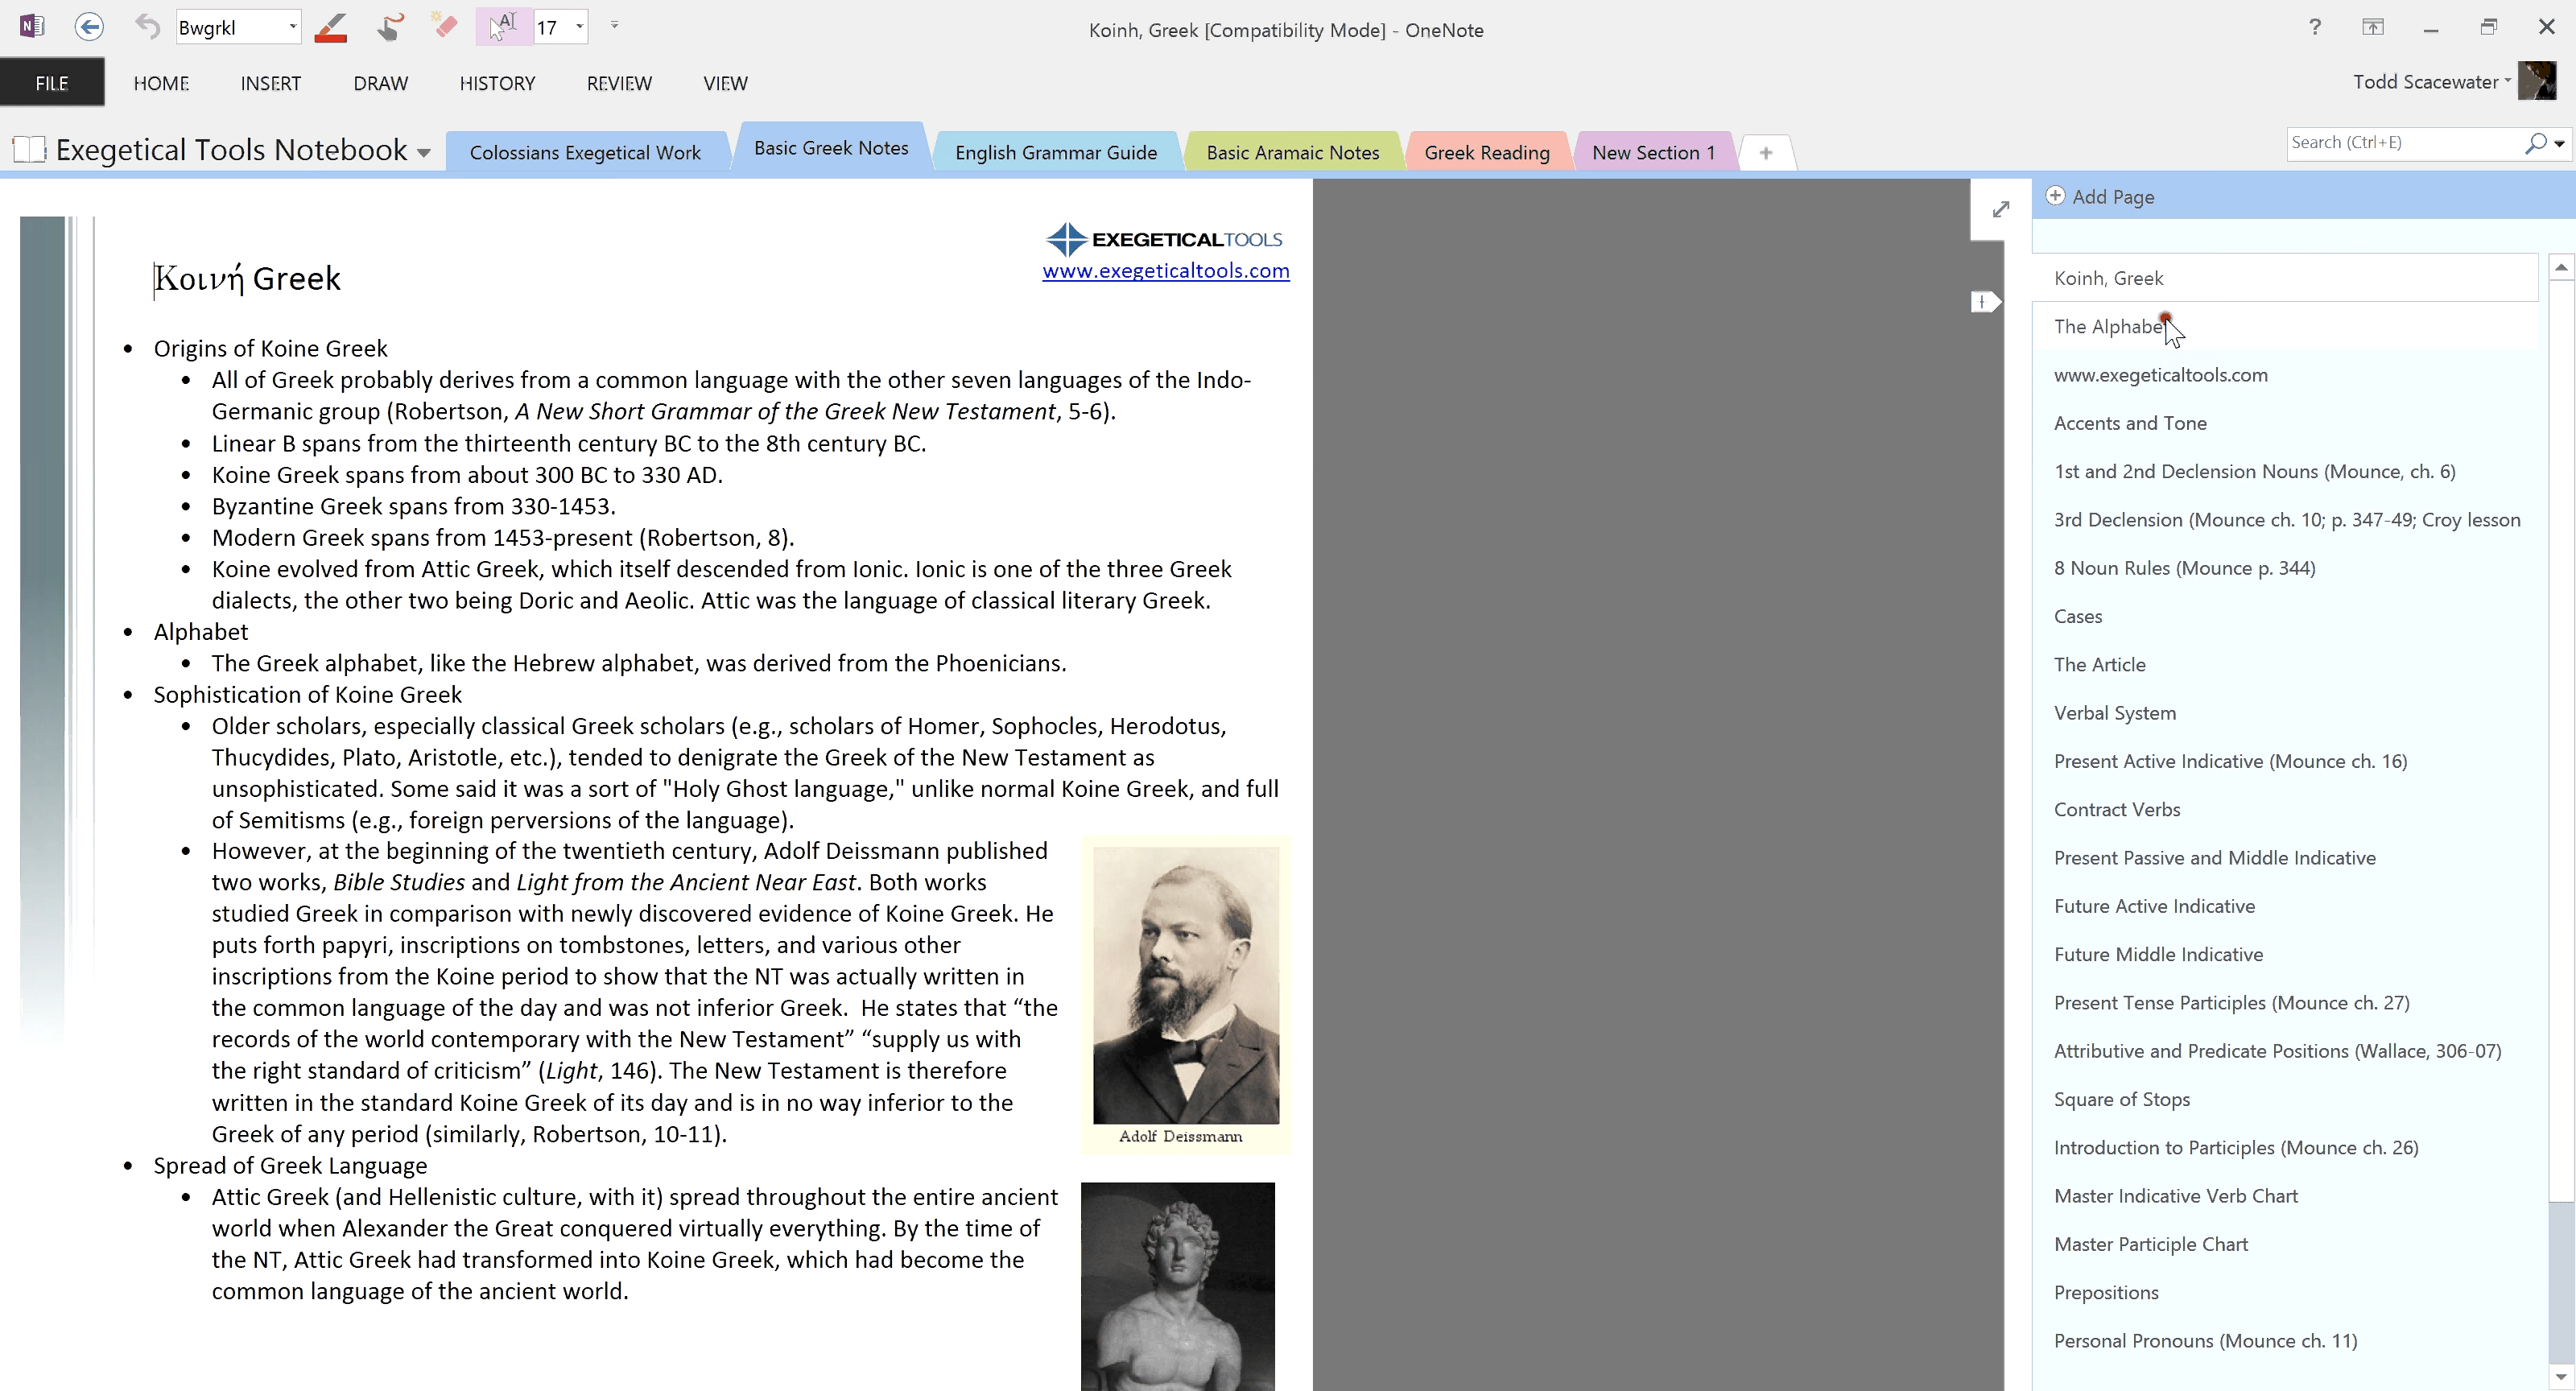 Bwgrkl
17
Koinh, Greek [Compatibility Mode] - OneNote
FILE
HOME
INSERT
DRAW
HISTORY
REVIEW
VIEW
Todd Scacewater
Exegetical Tools Notebook
Colossians Exegetical Work
Basic Greek Notes
English Grammar Guide
Basic Aramaic Notes
Greek Reading
New Section 1
Search (Ctrl+E)
EXEGETICALTOOLS
www.exegeticaltools.com
Κοινή Greek
• Origins of Koine Greek
• All of Greek probably derives from a common language with the other seven languages of the Indo-
Germanic group (Robertson, A New Short Grammar of the Greek New Testament, 5-6).
• Linear B spans from the thirteenth century BC to the 8th century BC.
• Koine Greek spans from about 300 BC to 330 AD.
• Byzantine Greek spans from 330-1453.
• Modern Greek spans from 1453-present (Robertson, 8).
• Koine evolved from Attic Greek, which itself descended from Ionic. Ionic is one of the three Greek
dialects, the other two being Doric and Aeolic. Attic was the language of classical literary Greek.
• Alphabet
• The Greek alphabet, like the Hebrew alphabet, was derived from the Phoenicians.
• Sophistication of Koine Greek
• Older scholars, especially classical Greek scholars (e.g., scholars of Homer, Sophocles, Herodotus,
Thucydides, Plato, Aristotle, etc.), tended to denigrate the Greek of the New Testament as
unsophisticated. Some said it was a sort of "Holy Ghost language," unlike normal Koine Greek, and full
of Semitisms (e.g., foreign perversions of the language).
• However, at the beginning of the twentieth century, Adolf Deissmann published
two works, Bible Studies and Light from the Ancient Near East. Both works
studied Greek in comparison with newly discovered evidence of Koine Greek. He
puts forth papyri, inscriptions on tombstones, letters, and various other
inscriptions from the Koine period to show that the NT was actually written in
the common language of the day and was not inferior Greek. He states that “the
records of the world contemporary with the New Testament” “supply us with
the right standard of criticism” (Light, 146). The New Testament is therefore
written in the standard Koine Greek of its day and is in no way inferior to the
Greek of any period (similarly, Robertson, 10-11).
Adolf Deissmann
• Spread of Greek Language
• Attic Greek (and Hellenistic culture, with it) spread throughout the entire ancient
world when Alexander the Great conquered virtually everything. By the time of
the NT, Attic Greek had transformed into Koine Greek, which had become the
common language of the ancient world.
Add Page
Koinh, Greek
The Alphabet
www.exegeticaltools.com
Accents and Tone
1st and 2nd Declension Nouns (Mounce, ch. 6)
3rd Declension (Mounce ch. 10; p. 347-49; Croy lesson
8 Noun Rules (Mounce p. 344)
Cases
The Article
Verbal System
Present Active Indicative (Mounce ch. 16)
Contract Verbs
Present Passive and Middle Indicative
Future Active Indicative
Future Middle Indicative
Present Tense Participles (Mounce ch. 27)
Attributive and Predicate Positions (Wallace, 306-07)
Square of Stops
Introduction to Participles (Mounce ch. 26)
Master Indicative Verb Chart
Master Participle Chart
Prepositions
Personal Pronouns (Mounce ch. 11)